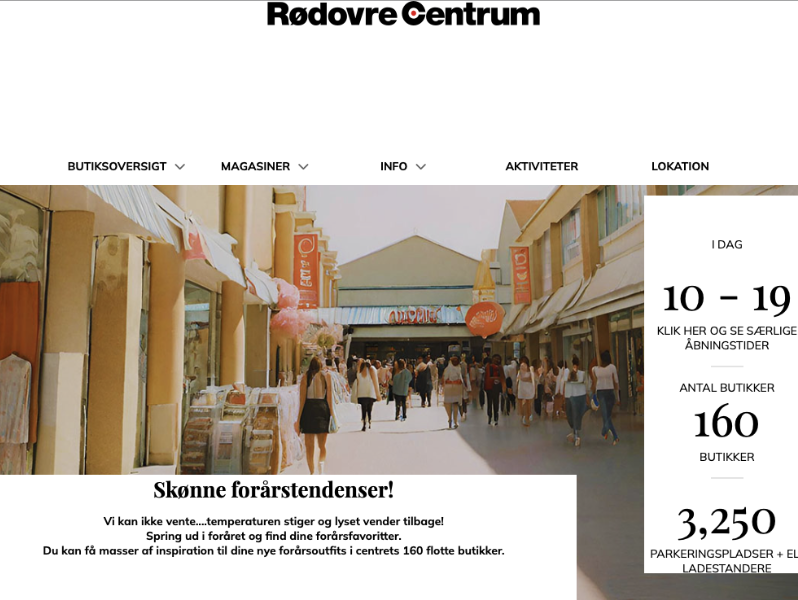 Rødovre Centrum
BUTIKSOVERSIGT
MAGASINER
INFO
AKTIVITETER
LOKATION
I DAG
10 - 19
KLIK HER OG SE SÆRLIGE
ÅBNINGSTIDER
ANTAL BUTIKKER
160
BUTIKKER
3,250
PARKERINGSPLADSER + EL
LADESTANDERE
Skønne forårstendenser!
Vi kan ikke vente....temperaturen stiger og lyset vender tilbage!
Spring ud i foråret og find dine forårsfavoritter.
Du kan få masser af inspiration til dine nye forårsoutfits i centrets 160 flotte butikker.